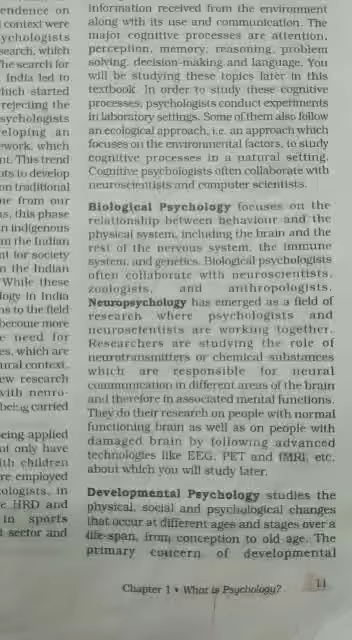 endence on
context were
ychologists
search, which
The search for
India led to
hich started
rejecting the
sychologists
eloping an
ework, which
nt. This trend
pts to develop
on traditional
ne from our
us, this phase
n indigenous
m the Indian
nt for society
n the Indian
While these
logy in India
ns to the field
become more
e need for
es, which are
ural context.
ew research
with neuro-
being carried
eing applied
ot only have
ith children
re employed
ologists, in
e HRD and
in sports
l sector and
information received from the environment
along with its use and communication. The
major cognitive processes are attention,
perception, memory, reasoning, problem
solving, decision-making and language. You
will be studying these topics later in this
textbook. In order to study these cognitive
processes, psychologists conduct experiments
in laboratory settings. Some of them also follow
an ecological approach, i.e. an approach which
focuses on the environmental factors, to study
cognitive processes in a natural setting.
Cognitive psychologists often collaborate with
neuroscientists and computer scientists.
Biological Psychology focuses on the
relationship between behaviour and the
physical system, including the brain and the
rest of the nervous system, the immune
system, and genetics. Biological psychologists
often collaborate with neuroscientists,
zoologists, and anthropologists.
Neuropsychology has emerged as a field of
research where psychologists and
neuroscientists are working together.
Researchers are studying the role of
neurotransmitters or chemical substances
which are responsible for neural
communication in different areas of the brain
and therefore in associated mental functions.
They do their research on people with normal
functioning brain as well as on people with
damaged brain by following advanced
technologies like EEG, PET and fMRI, etc.
about which you will study later.
Developmental Psychology studies the
physical, social and psychological changes
that occur at different ages and stages over a
life-span, from conception to old age. The
primary concern of developmental
Chapter 1 • What is Psychology? 11